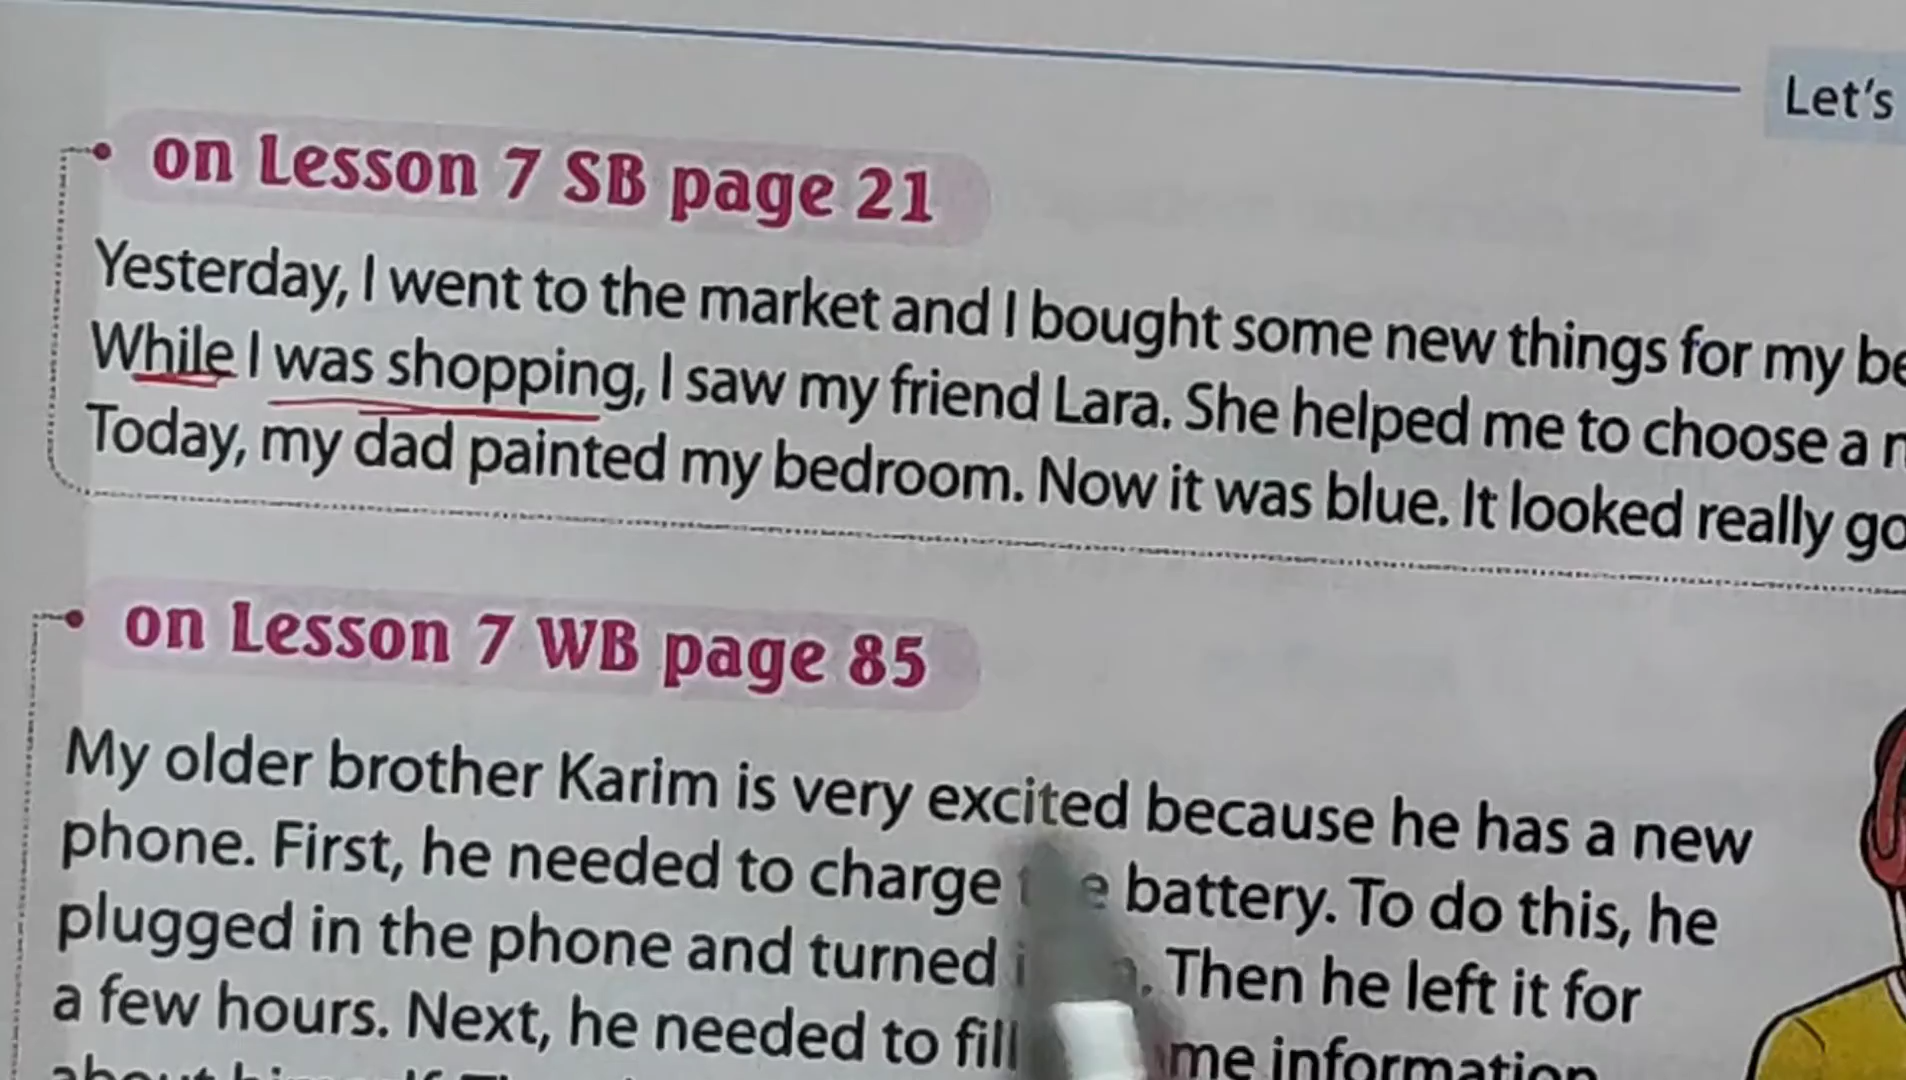 Let's
on Lesson 7 SB page 21
Yesterday, I went to the market and I bought some new things for my
While I was shopping, I saw my friend Lara. She helped me to choose a
Today, my dad painted my bedroom. Now it was blue. It looked really
on Lesson 7 WB page 85
My older brother Karim is very excited because he has a new
phone. First, he needed to charge battery. To do this, he
plugged in the phone and turned Then he left it for
a few hours. Next, he needed to fill information